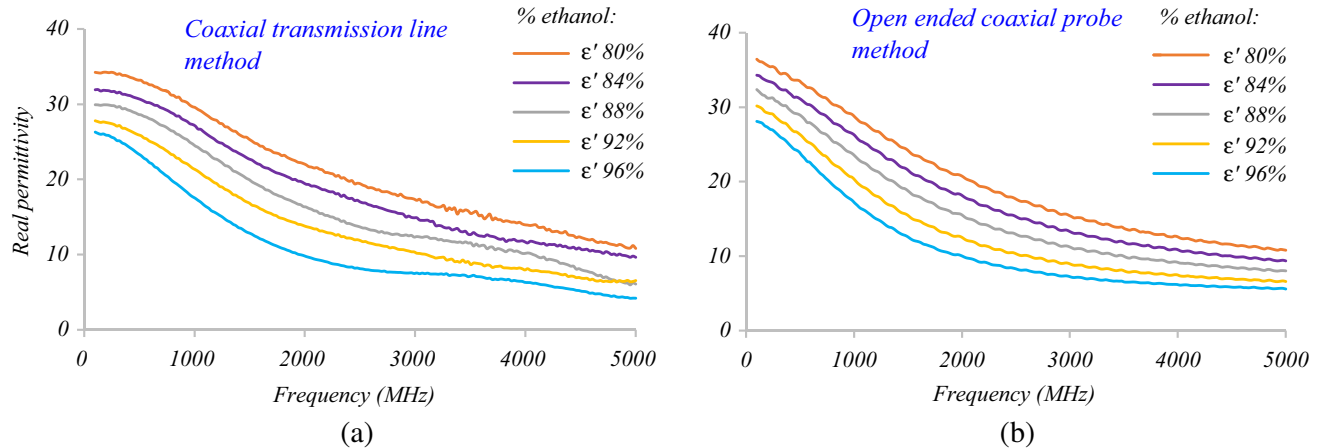 Coaxial transmission line
method
% ethanol:
ε′ 80%
ε′ 84%
ε′ 88%
ε′ 92%
ε′ 96%
Real permittivity
40
30
20
10
0
0 1000 2000 3000 4000 5000
Frequency (MHz)
(a)
Open ended coaxial probe
method
% ethanol:
ε′ 80%
ε′ 84%
ε′ 88%
ε′ 92%
ε′ 96%
40
30
20
10
0
0 1000 2000 3000 4000 5000
Frequency (MHz)
(b)